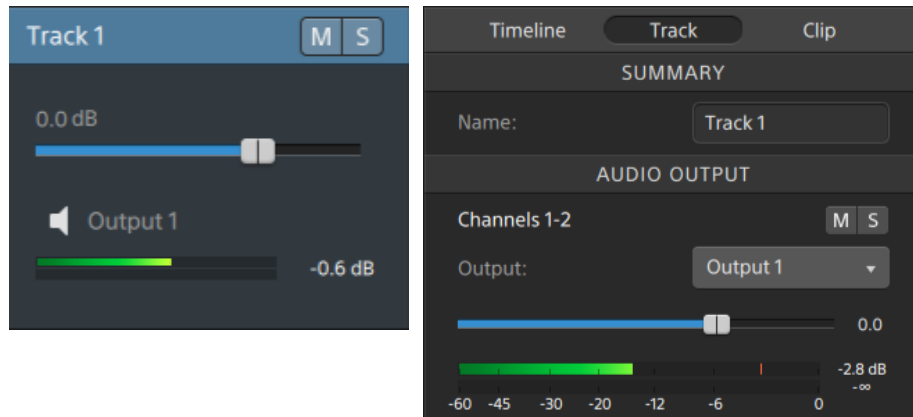 Track 1 M S
0.0 dB
Output 1
-0.6 dB
Timeline Track Clip
SUMMARY
Name: Track 1
AUDIO OUTPUT
Channels 1-2 M S
Output: Output 1
0.0
-2.8 dB
-∞
-60 -45 -30 -20 -12 -6 0